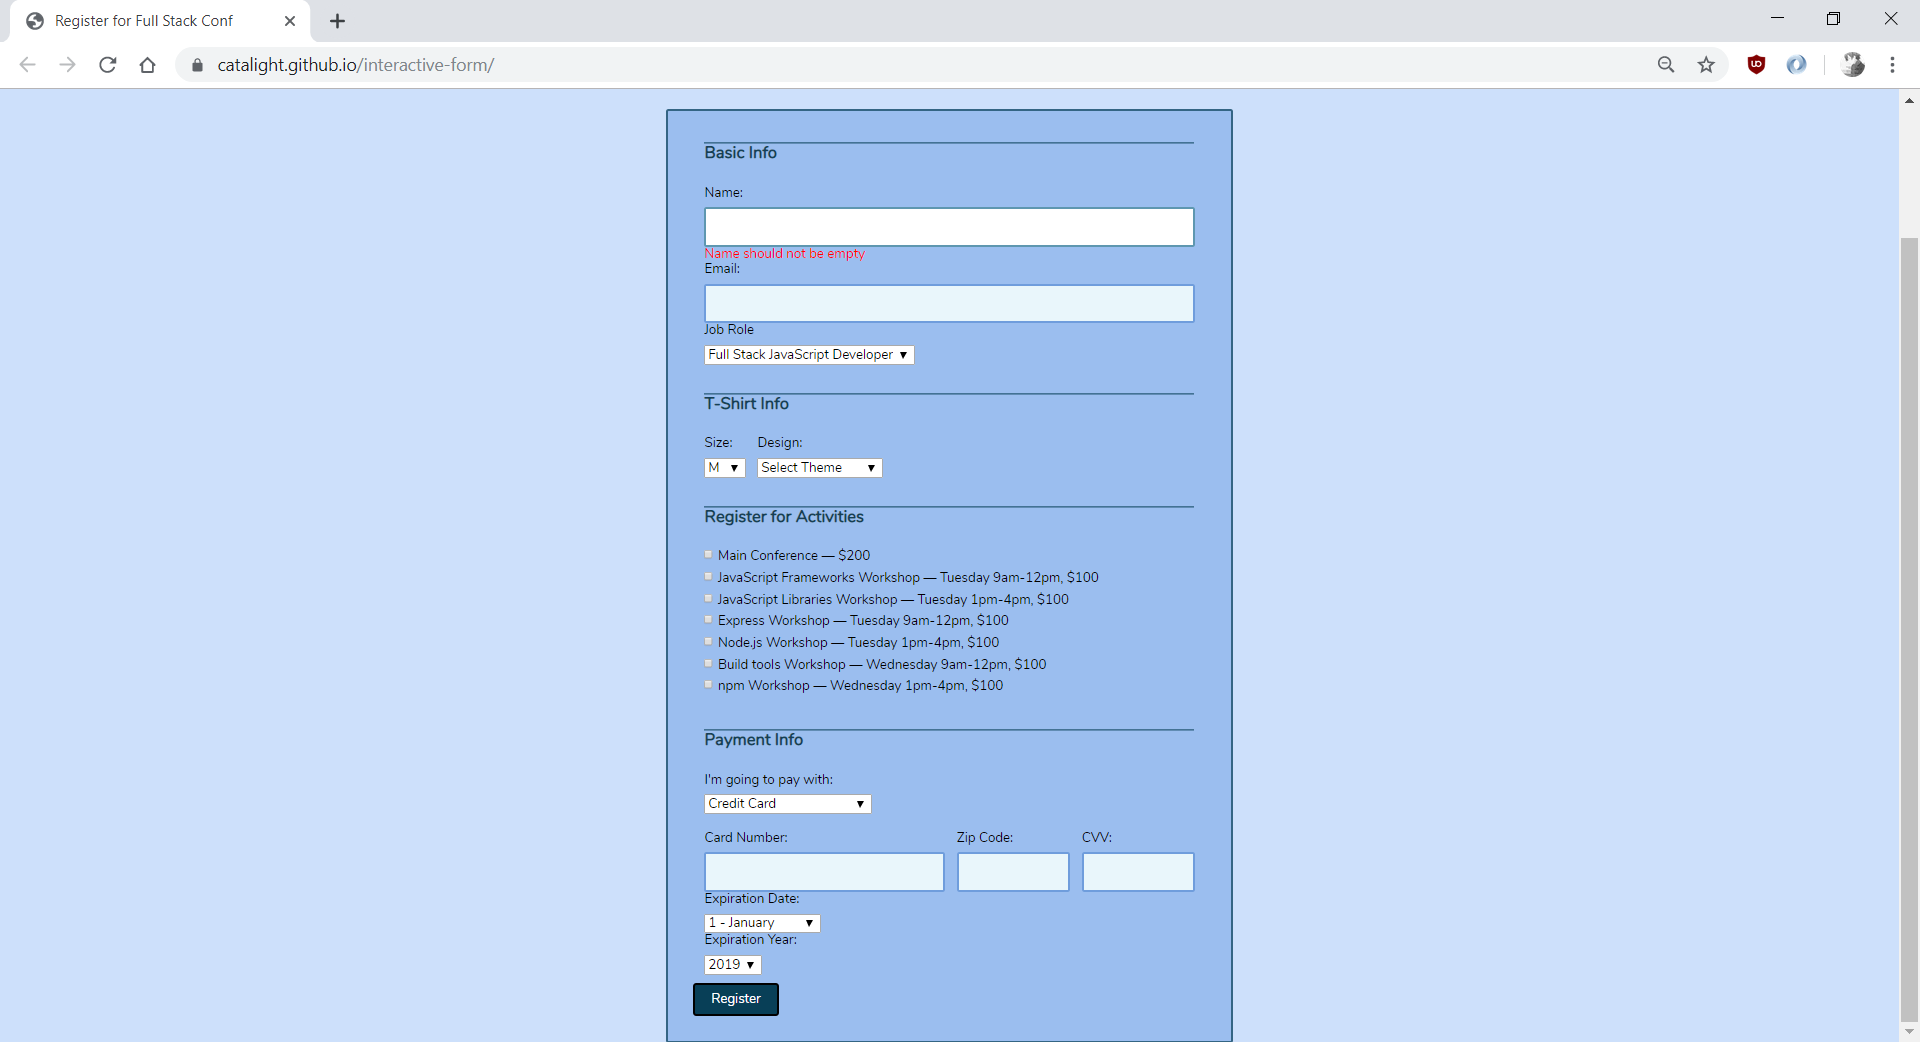 Register for Full Stack Conf
catalight.github.io/interactive-form/
Basic Info
Name:
Name should not be empty
Email:
Job Role
Full Stack JavaScript Developer
T-Shirt Info
Size: Design:
M Select Theme
Register for Activities
Main Conference — $200
JavaScript Frameworks Workshop — Tuesday 9am-12pm, $100
JavaScript Libraries Workshop — Tuesday 1pm-4pm, $100
Express Workshop — Tuesday 9am-12pm, $100
Node.js Workshop — Tuesday 1pm-4pm, $100
Build tools Workshop — Wednesday 9am-12pm, $100
npm Workshop — Wednesday 1pm-4pm, $100
Payment Info
I'm going to pay with:
Credit Card
Card Number: Zip Code: CVV:
Expiration Date:
1 - January
Expiration Year:
2019
Register